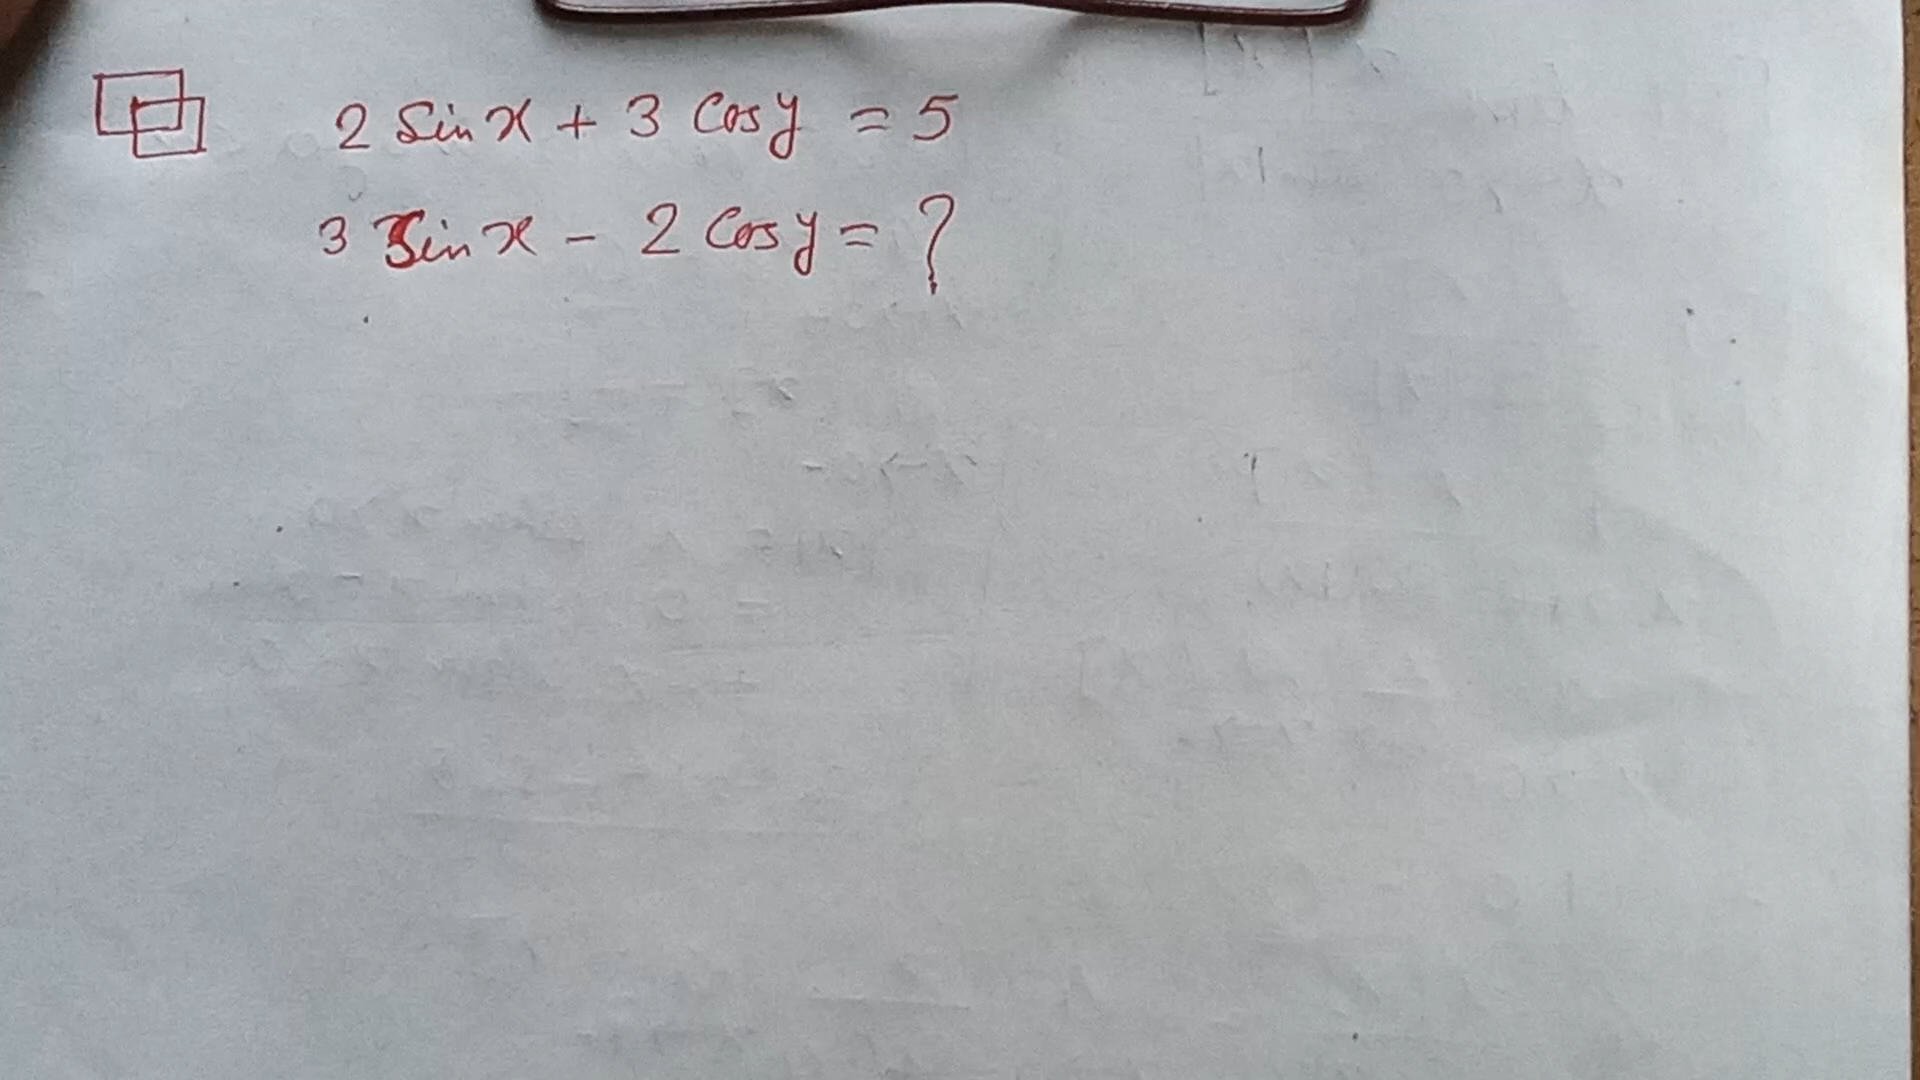 2 Sin x + 3 Cos y = 5
3 Sin x - 2 Cos y = ?